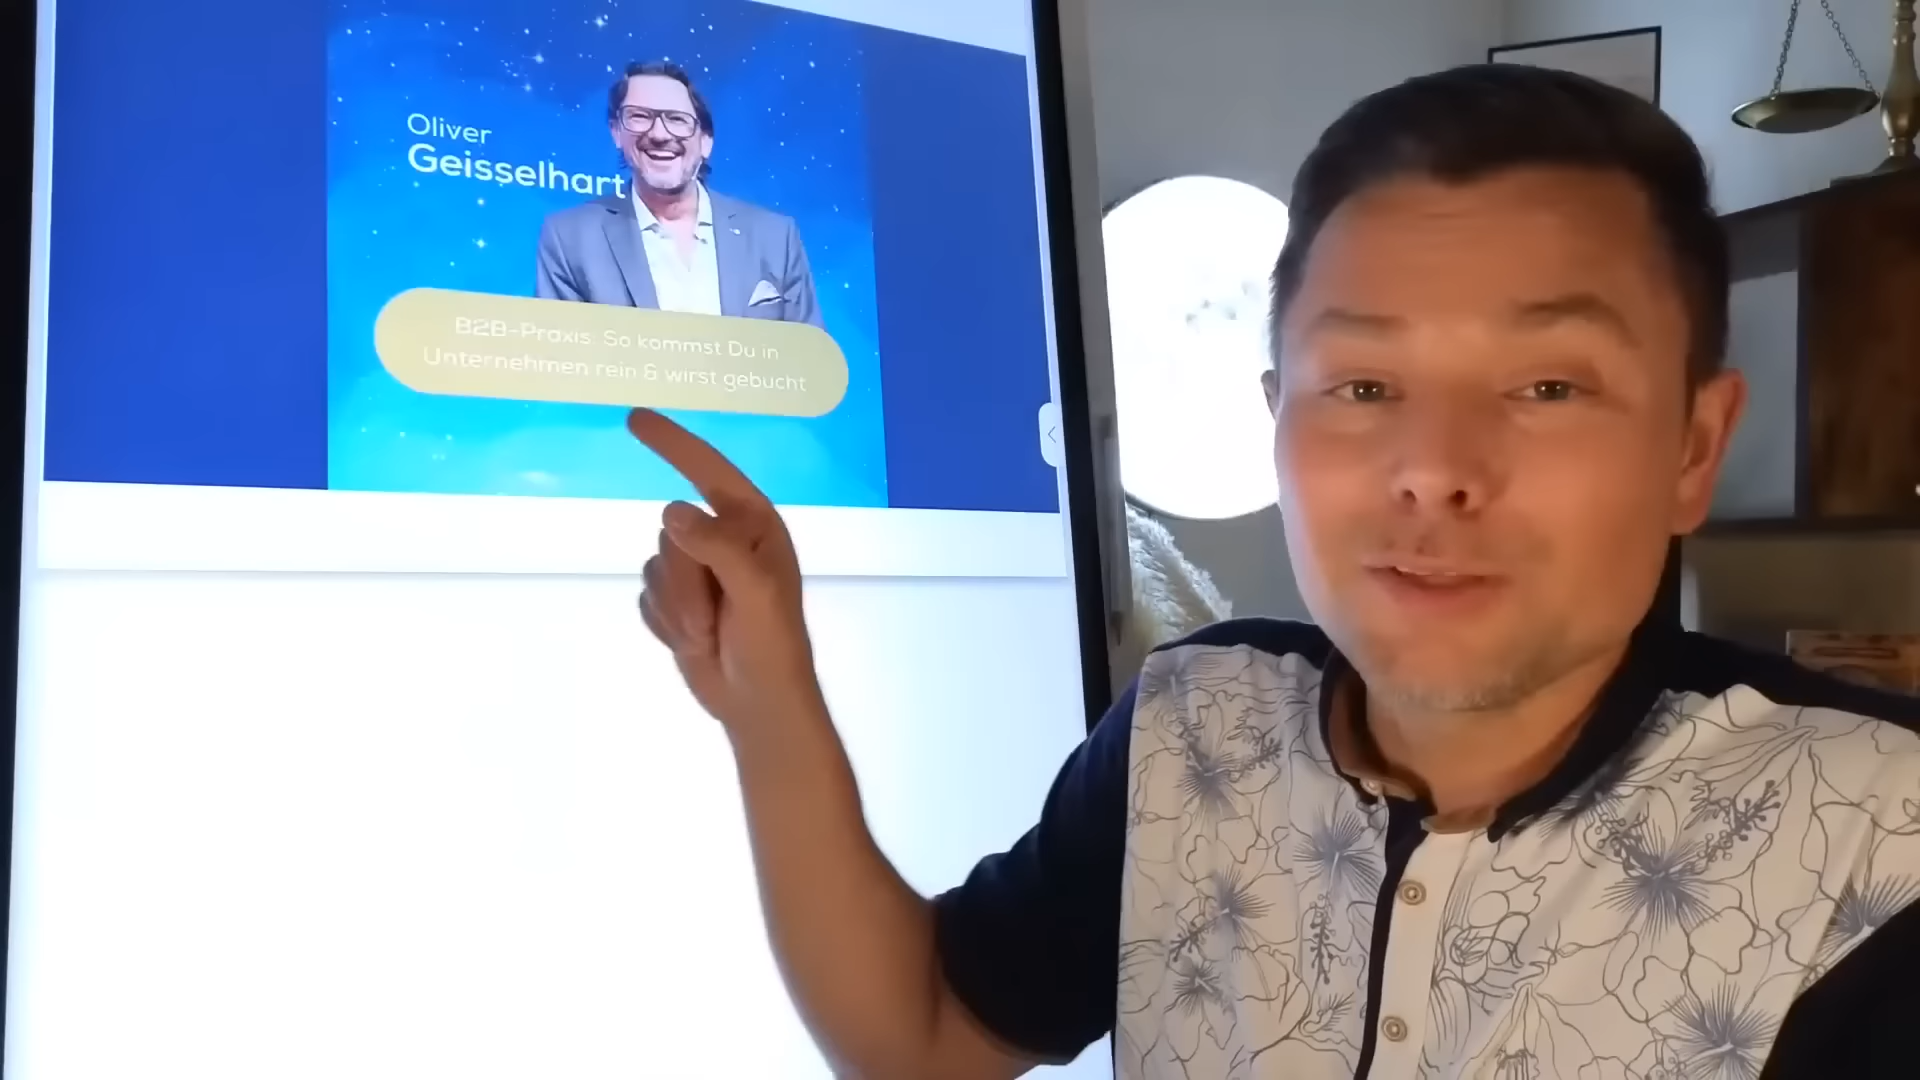 Oliver
Geisselhart
B2B-Praxis: So kommst Du in
Unternehmen rein & wirst gebucht